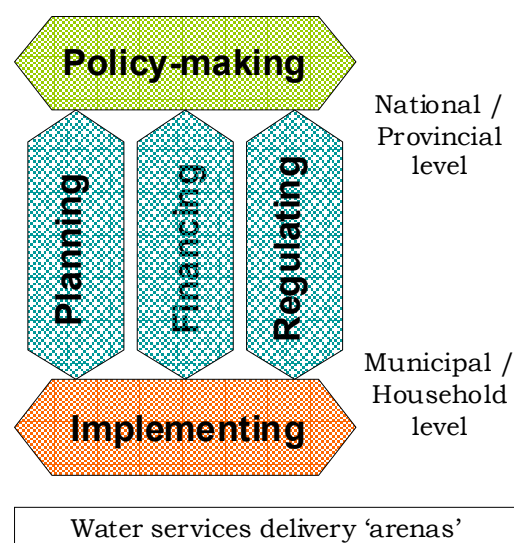 Policy-making
National /
Provincial
level
Planning
Financing
Regulating
Municipal /
Household
level
Implementing
Water services delivery ‘arenas’